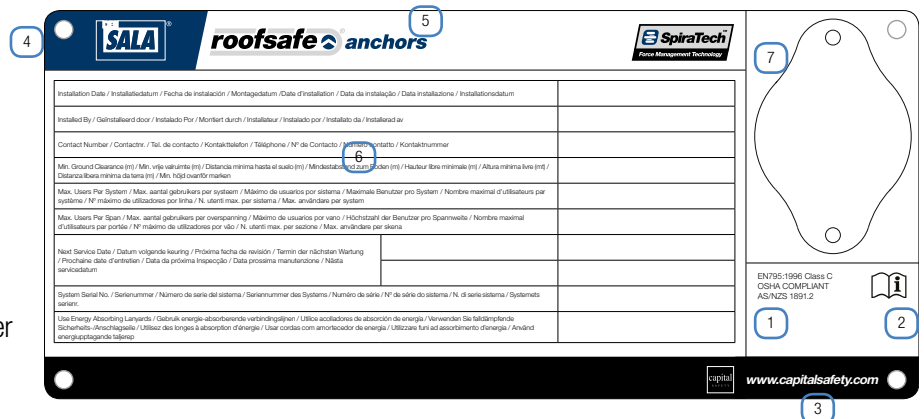 5
4
SALA®
roofsafe anchors
SpiraTech™
Force Management Technology
7
Installation Date / Installatiedatum / Fecha de instalación / Montagedatum /Date d'installation / Data da instalação / Data installazione / Installationsdatum
Installed By / Geïnstalleerd door / Instalado Por / Montiert durch / Installateur / Instalado por / Installato da / Installerad av
Contact Number / Contactnr. / Tel. de contacto / Kontakttelefon / Téléphone / Nº de Contacto / Numero contatto / Kontaktnummer
6
Min. Ground Clearance (m) / Min. vrije valruimte (m) / Distancia mínima hasta el suelo (m) / Mindestabstand zum Boden (m) / Hauteur libre minimale (m) / Altura mínima livre (mt) /
Distanza libera minima da terra (m) / Min. höjd ovanför marken
Max. Users Per System / Max. aantal gebruikers per systeem / Máximo de usuarios por sistema / Maximale Benutzer pro System / Nombre maximal d'utilisateurs par
système / Nº máximo de utilizadores por linha / N. utenti max. per sistema / Max. användare per system
Max. Users Per Span / Max. aantal gebruikers per overspanning / Máximo de usuarios por vano / Höchstzahl der Benutzer pro Spannweite / Nombre maximal
d'utilisateurs par portée / Nº máximo de utilizadores por vão / N. utenti max. per sezione / Max. användare per skena
Next Service Date / Datum volgende keuring / Próxima fecha de revisión / Termin der nächsten Wartung
/ Prochaine date d'entretien / Data da próxima Inspecção / Data prossima manutenzione / Nästa
servicedatum
System Serial No. / Serienummer / Número de serie del sistema / Seriennummer des Systems / Numéro de série / Nº de série do sistema / N. di serie sistema / Systemets
serienr.
Use Energy Absorbing Lanyards / Gebruik energie-absorberende verbindingslijnen / Utilice acolladores de absorción de energía / Verwenden Sie falldämpfende
Sicherheits-/Anschlagseile / Utilisez des longes à absorption d'énergie / Usar cordas com amortecedor de energia / Utilizzare funi ad assorbimento d'energia / Använd
energiupptagande taljerep
EN795:1996 Class C
OSHA COMPLIANT
AS/NZS 1891.2
i
1
2
er
capital
SAFETY
www.capitalsafety.com
3